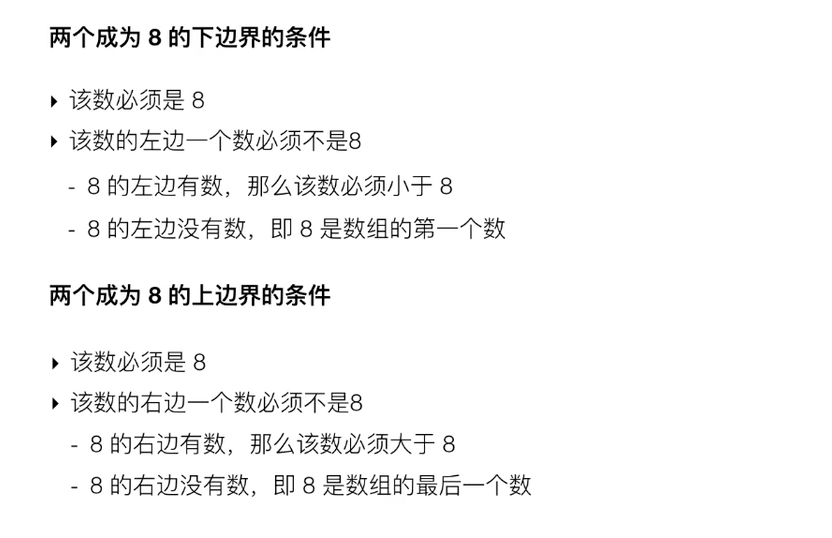 两个成为 8 的下边界的条件
‣ 该数必须是 8
‣ 该数的左边一个数必须不是8
- 8 的左边有数，那么该数必须小于 8
- 8 的左边没有数，即 8 是数组的第一个数
两个成为 8 的上边界的条件
‣ 该数必须是 8
‣ 该数的右边一个数必须不是8
- 8 的右边有数，那么该数必须大于 8
- 8 的右边没有数，即 8 是数组的最后一个数